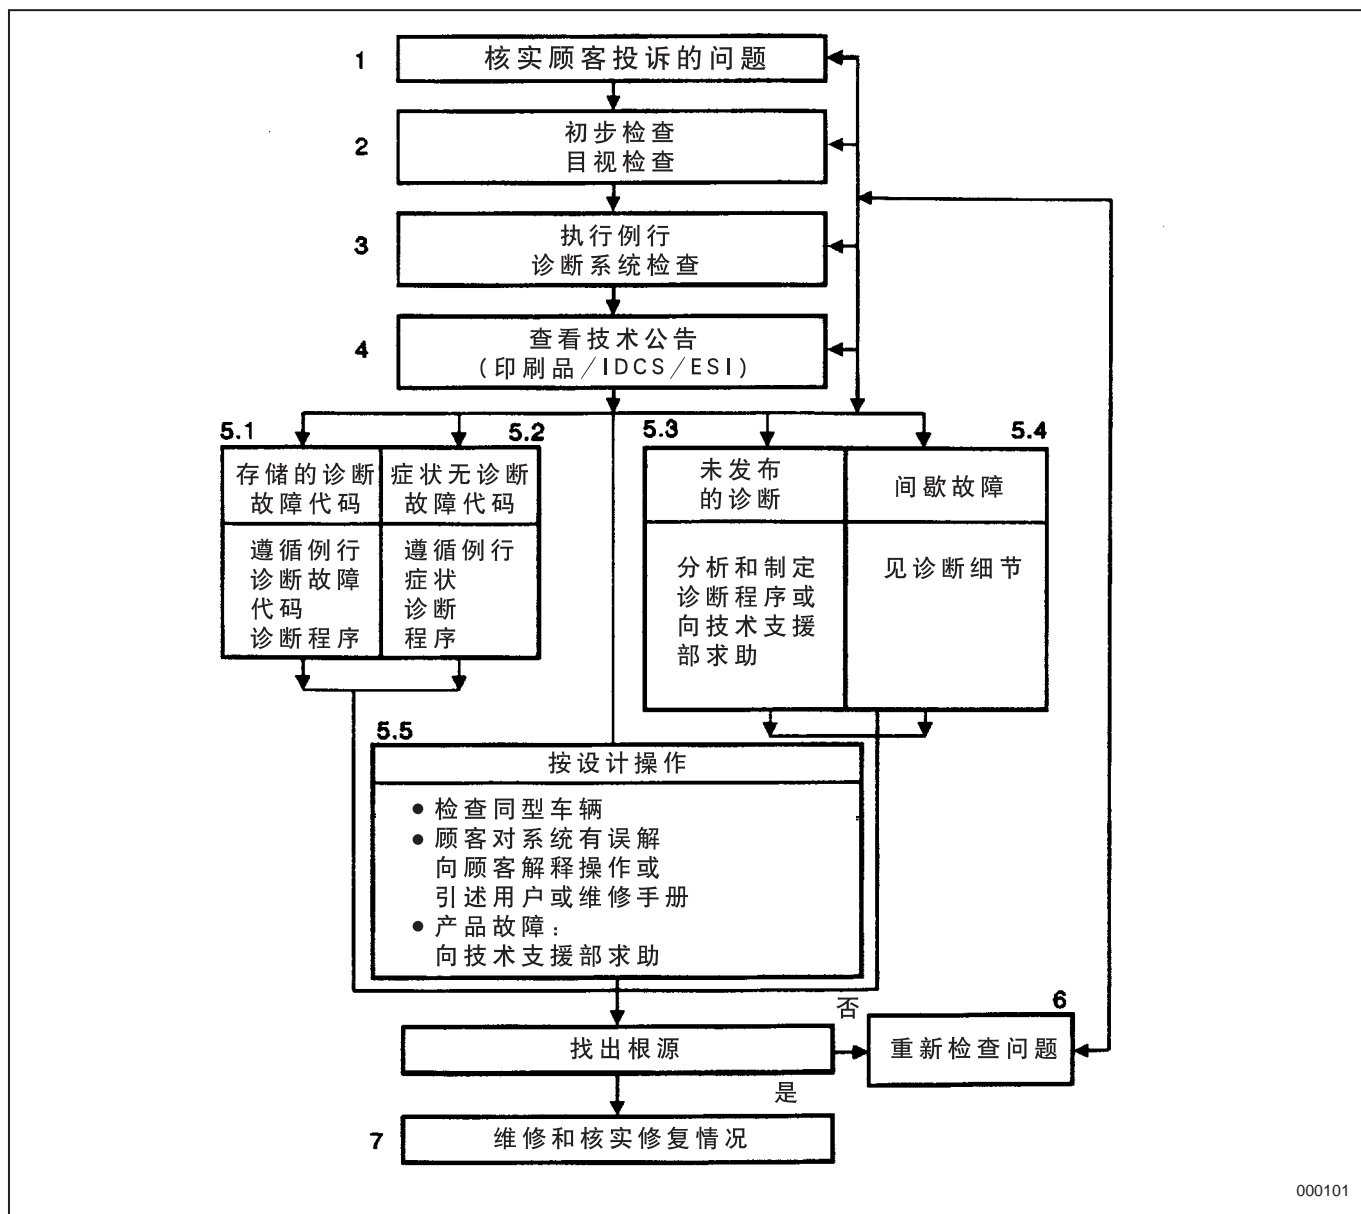 1
核实顾客投诉的问题
2
初步检查
目视检查
3
执行例行
诊断系统检查
4
查看技术公告
(印刷品/IDCS/ESI)
5.1
5.2
5.3
5.4
存储的诊断
故障代码
症状无诊断
故障代码
未发布
的诊断
间歇故障
遵循例行
诊断故障
代码
诊断程序
遵循例行
症状
诊断
程序
分析和制定
诊断程序或
向技术支援
部求助
见诊断细节
5.5
按设计操作
● 检查同型车辆
● 顾客对系统有误解
向顾客解释操作或
引述用户或维修手册
● 产品故障:
向技术支援部求助
否
6
找出根源
重新检查问题
是
7
维修和核实修复情况
000101